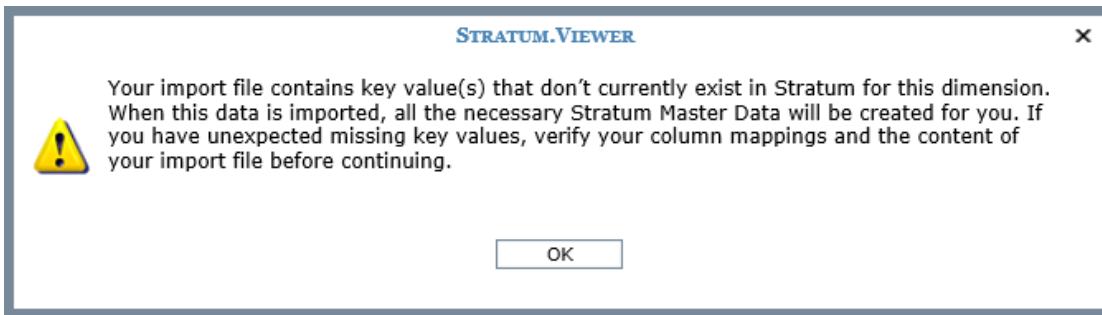 STRATUM.VIEWER
Your import file contains key value(s) that don't currently exist in Stratum for this dimension.
When this data is imported, all the necessary Stratum Master Data will be created for you. If
you have unexpected missing key values, verify your column mappings and the content of
your import file before continuing.
OK